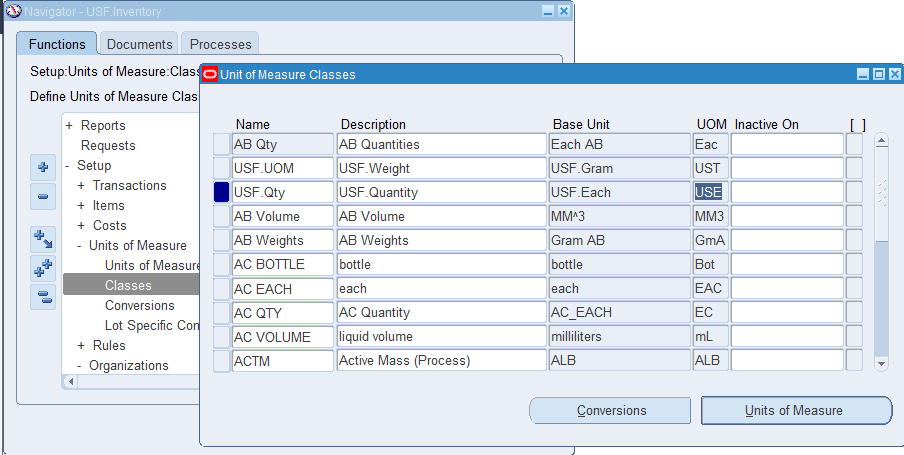 Navigator - USF.Inventory
Functions Documents Processes
Setup:Units of Measure:Class
Define Units of Measure Clas
+ Reports
Requests
- Setup
+ Transactions
+ Items
+ Costs
- Units of Measure
Units of Measure
Classes
Conversions
Lot Specific Con
+ Rules
- Organizations
Unit of Measure Classes
Name Description Base Unit UOM Inactive On [ ]
AB Qty AB Quantities Each AB Eac
USF.UOM USF.Weight USF.Gram UST
USF.Qty USF.Quantity USF.Each USE
AB Volume AB Volume MM^3 MM3
AB Weights AB Weights Gram AB GmA
AC BOTTLE bottle bottle Bot
AC EACH each each EAC
AC QTY AC Quantity AC_EACH EC
AC VOLUME liquid volume milliliters mL
ACTM Active Mass (Process) ALB ALB
Conversions Units of Measure